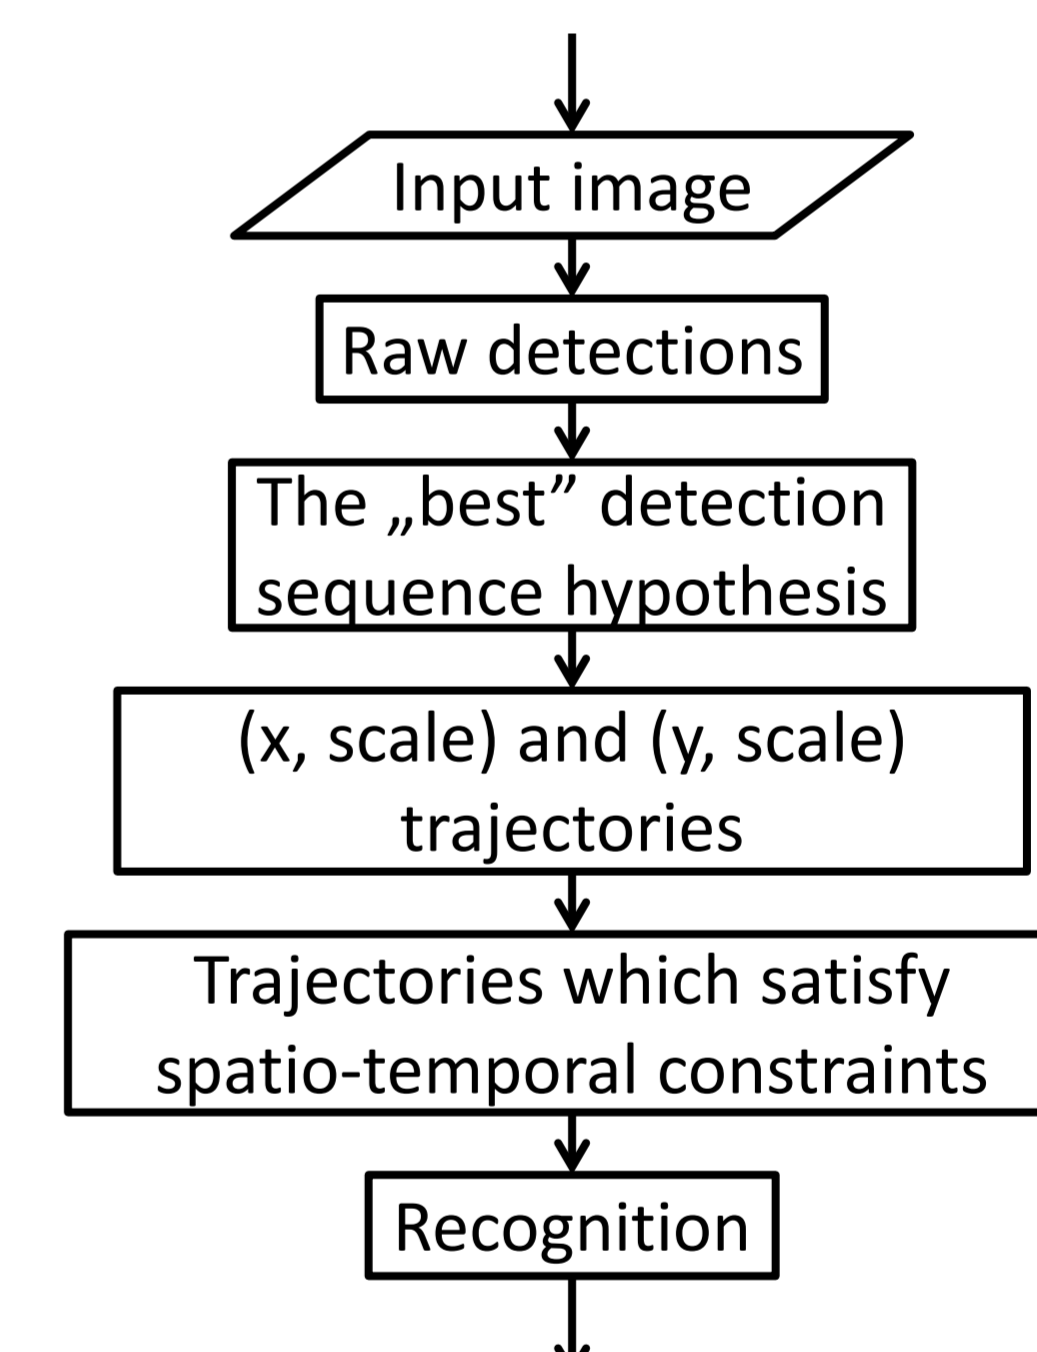 Input image
Raw detections
The „best” detection
sequence hypothesis
(x, scale) and (y, scale)
trajectories
Trajectories which satisfy
spatio-temporal constraints
Recognition